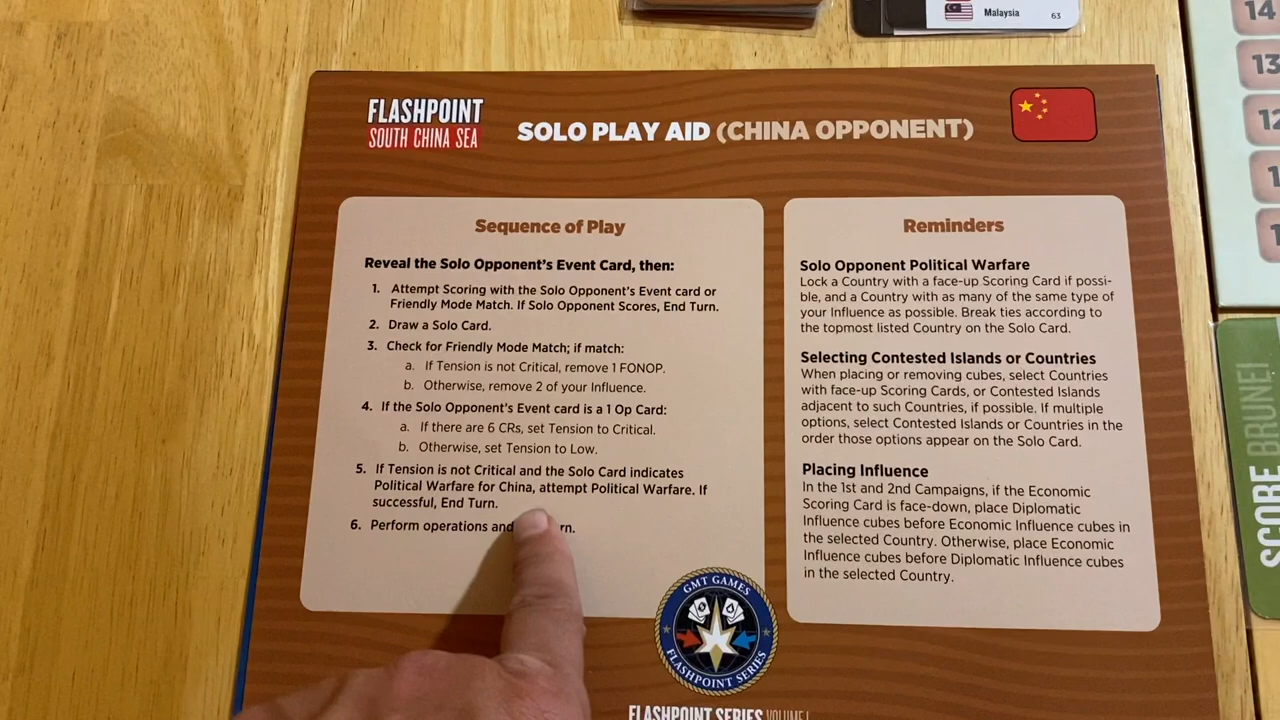 Malaysia 63
14
13
12
FLASHPOINT
SOUTH CHINA SEA
SOLO PLAY AID (CHINA OPPONENT)
Sequence of Play
Reveal the Solo Opponent's Event Card, then:
1. Attempt Scoring with the Solo Opponent's Event card or
Friendly Mode Match. If Solo Opponent Scores, End Turn.
2. Draw a Solo Card.
3. Check for Friendly Mode Match; if match:
a. If Tension is not Critical, remove 1 FONOP.
b. Otherwise, remove 2 of your Influence.
4. If the Solo Opponent's Event card is a 1 Op Card:
a. If there are 6 CRs, set Tension to Critical.
b. Otherwise, set Tension to Low.
5. If Tension is not Critical and the Solo Card indicates
Political Warfare for China, attempt Political Warfare. If
successful, End Turn.
6. Perform operations and
Reminders
Solo Opponent Political Warfare
Lock a Country with a face-up Scoring Card if possi-
ble, and a Country with as many of the same type of
your Influence as possible. Break ties according to
the topmost listed Country on the Solo Card.
Selecting Contested Islands or Countries
When placing or removing cubes, select Countries
with face-up Scoring Cards, or Contested Islands
adjacent to such Countries, if possible. If multiple
options, select Contested Islands or Countries in the
order those options appear on the Solo Card.
Placing Influence
In the 1st and 2nd Campaigns, if the Economic
Scoring Card is face-down, place Diplomatic
Influence cubes before Economic Influence cubes in
the selected Country. Otherwise, place Economic
Influence cubes before Diplomatic Influence cubes
in the selected Country.
GMT GAMES
FLASHPOINT SERIES
FLASHPOINT SERIES VOLUME I
SCORE BRUNEI